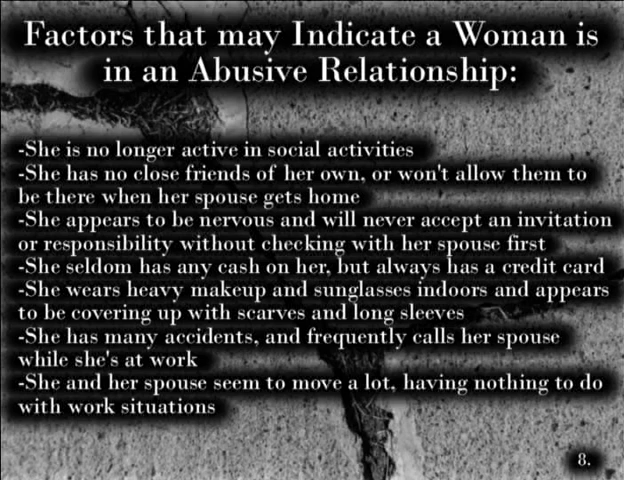 Factors that may Indicate a Woman is
in an Abusive Relationship:
-She is no longer active in social activities
-She has no close friends of her own, or won't allow them to
be there when her spouse gets home
-She appears to be nervous and will never accept an invitation
or responsibility without checking with her spouse first
-She seldom has any cash on her, but always has a credit card
-She wears heavy makeup and sunglasses indoors and appears
to be covering up with scarves and long sleeves
-She has many accidents, and frequently calls her spouse
while she's at work
-She and her spouse seem to move a lot, having nothing to do
with work situations
8.